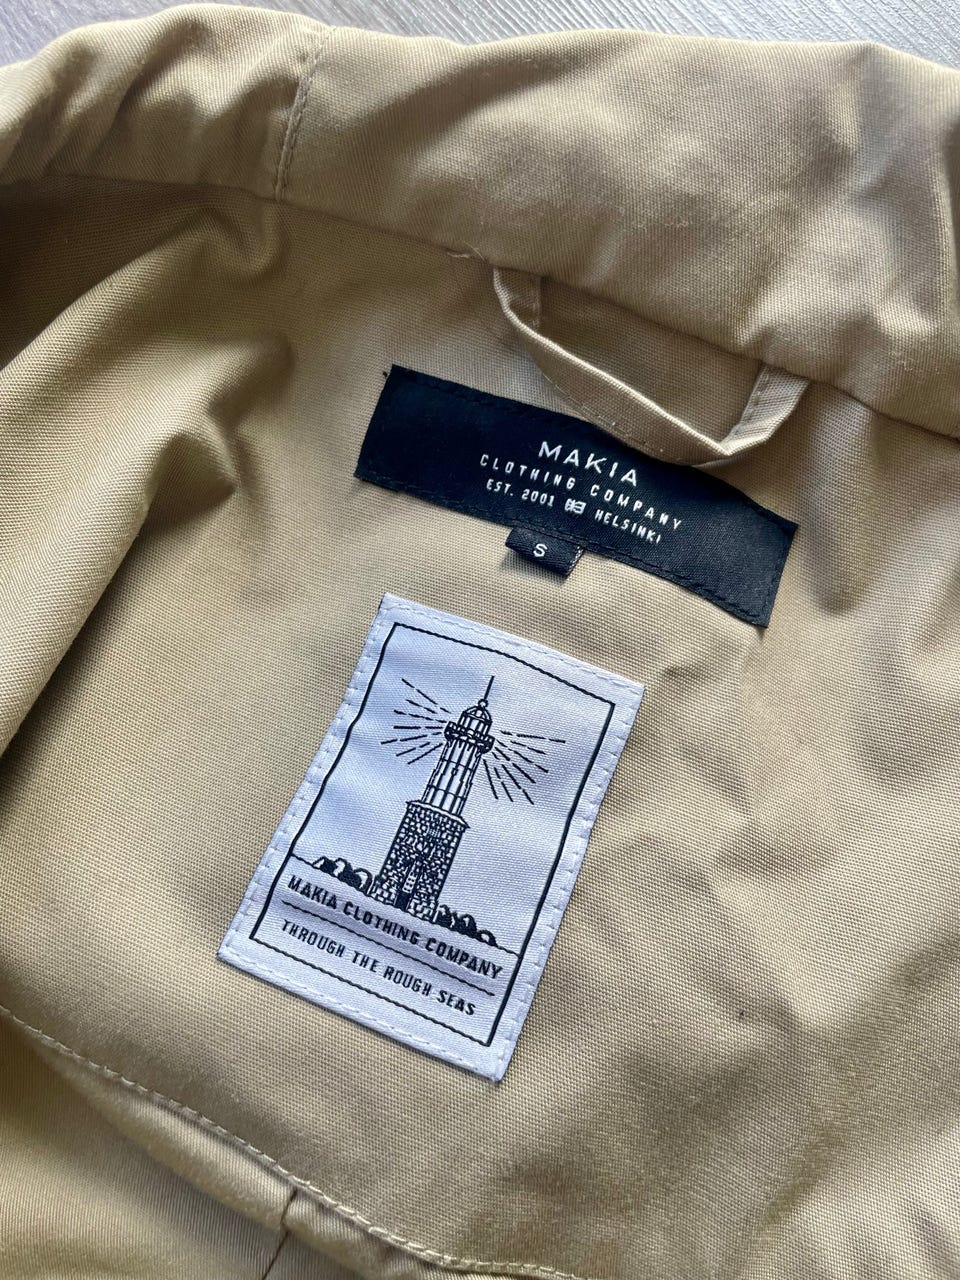 MAKIA
CLOTHING COMPANY
EST. 2001 HELSINKI
S
MAKIA CLOTHING COMPANY
THROUGH THE ROUGH SEAS